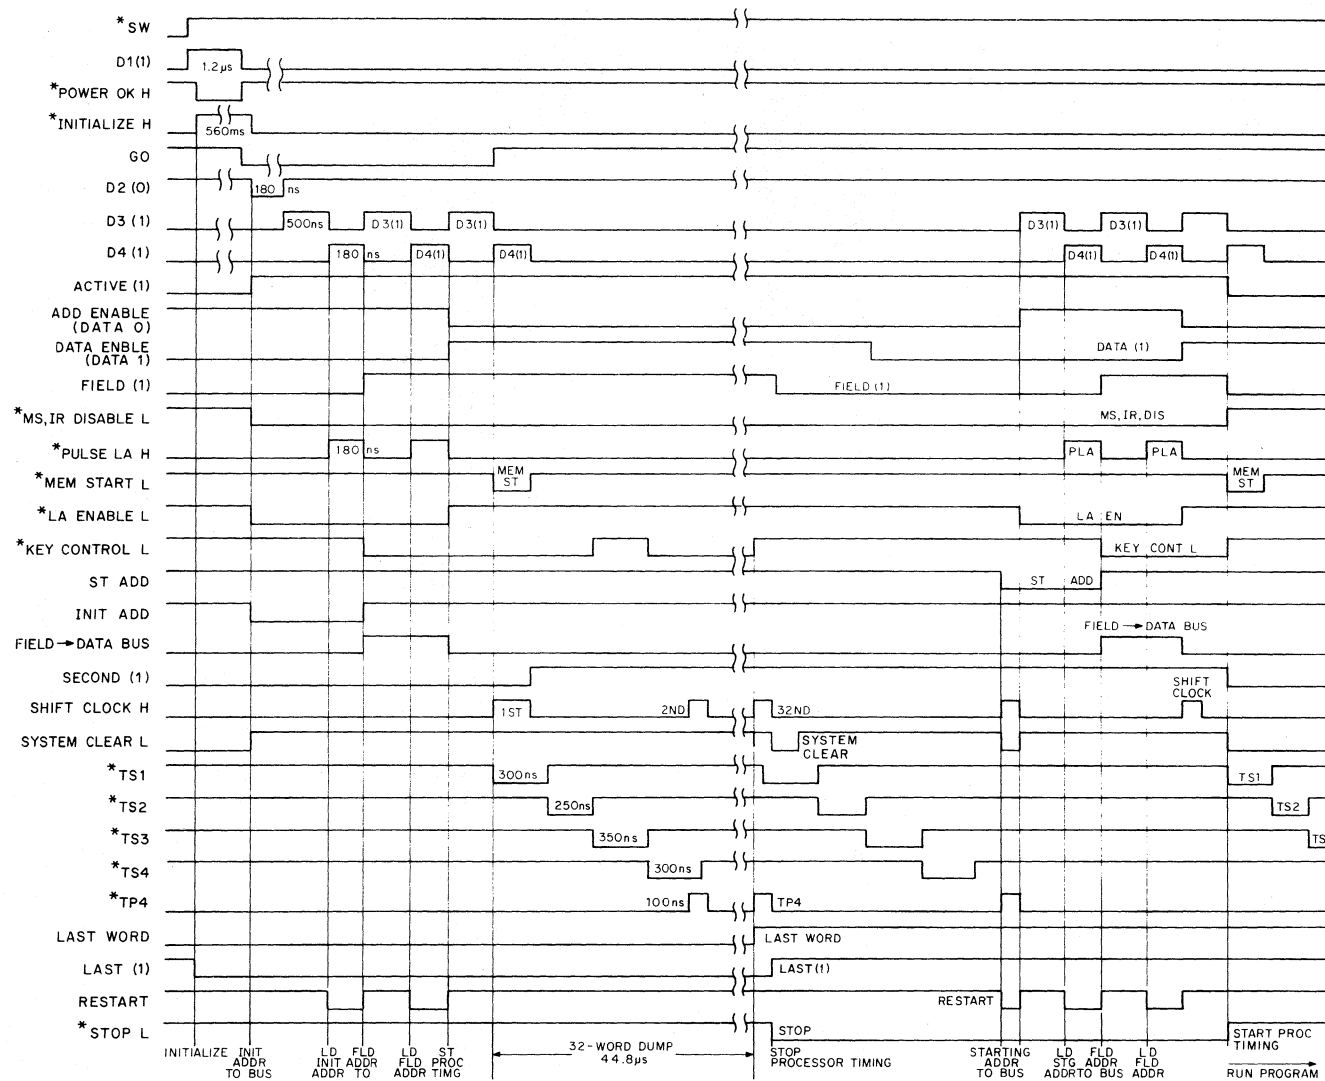 *SW
D1(1)
1.2µs
*POWER OK H
*INITIALIZE H
560ms
GO
D2(0)
180 ns
D3(1)
500ns
D3(1)
D3(1)
D3(1)
D3(1)
D4(1)
180 ns
D4(1)
D4(1)
D4(1)
D4(1)
ACTIVE(1)
ADD ENABLE
(DATA 0)
DATA ENBLE
(DATA 1)
DATA (1)
FIELD (1)
FIELD(1)
*MS,IR DISABLE L
MS,IR,DIS
*PULSE LA H
180 ns
PLA
PLA
*MEM START L
MEM
ST
MEM
ST
*LA ENABLE L
LA EN
*KEY CONTROL L
KEY CONT L
ST ADD
ST ADD
INIT ADD
FIELD→DATA BUS
FIELD→DATA BUS
SECOND (1)
SHIFT
CLOCK
SHIFT CLOCK H
1ST
2ND
32ND
SYSTEM CLEAR L
SYSTEM
CLEAR
*TS1
300ns
TS1
*TS2
250ns
TS2
*TS3
350ns
TS
*TS4
300ns
*TP4
100ns
TP4
LAST WORD
LAST WORD
LAST (1)
LAST(1)
RESTART
RESTART
*STOP L
STOP
START PROC
TIMING
INITIALIZE
INIT
ADDR
TO BUS
LD
INIT
ADDR
FLD
ADDR
TO
LD
FLD
ADDR
ST
PROC
TIMG
32-WORD DUMP
44.8µs
STOP
PROCESSOR TIMING
STARTING
ADDR
TO BUS
LD
STG
ADDR
FLD
ADDR
TO BUS
LD
FLD
ADDR
RUN PROGRAM